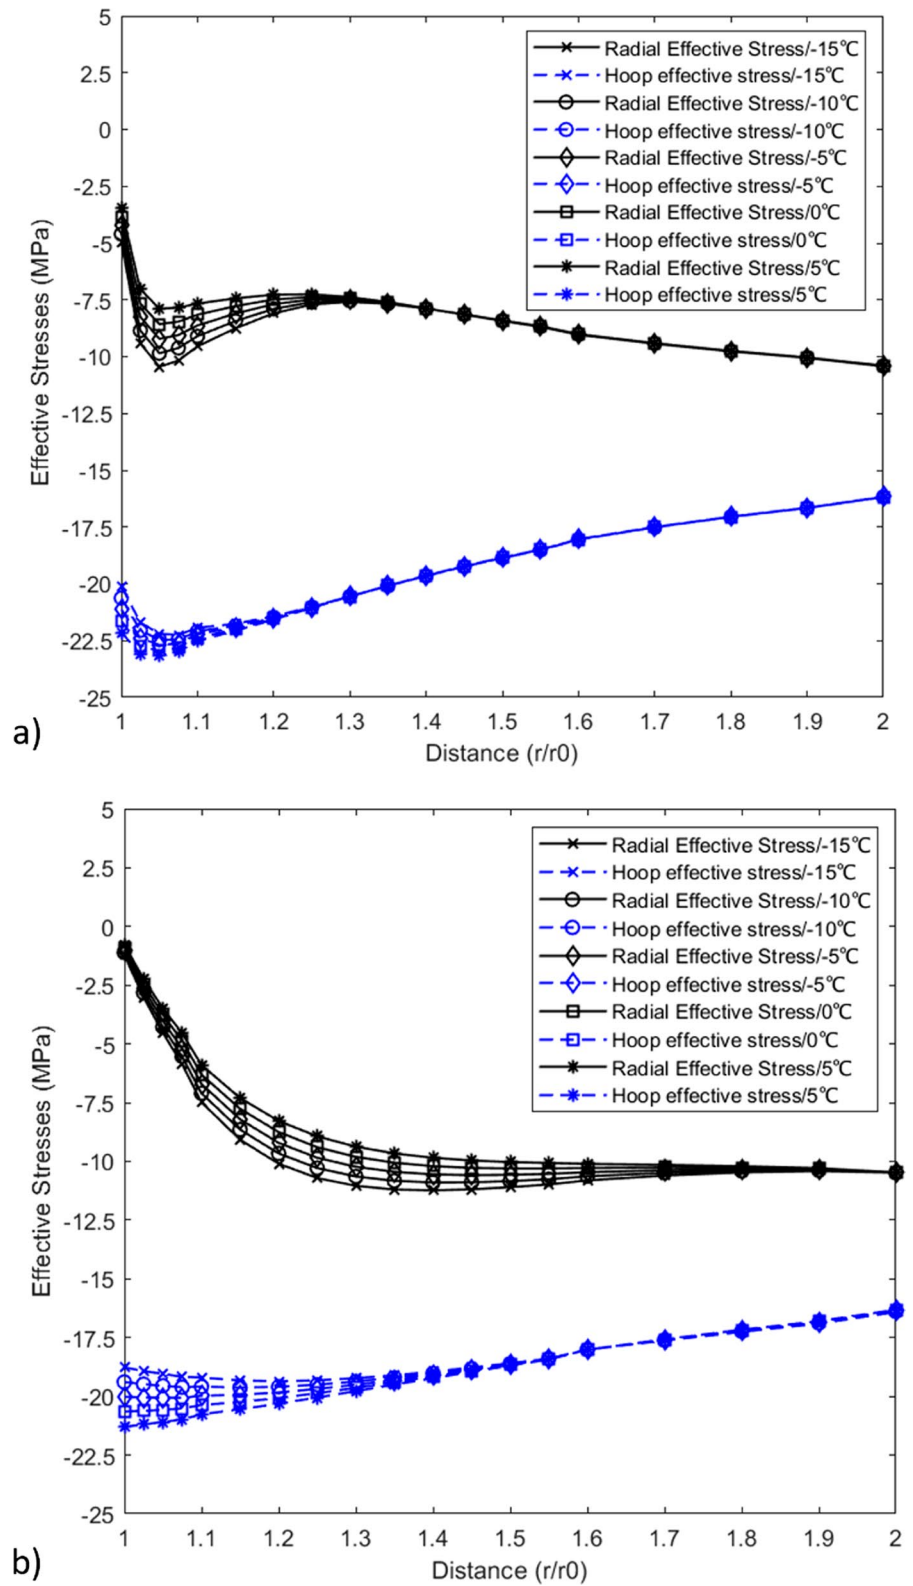 5
2.5
0
-2.5
-5
-7.5
-10
-12.5
-15
-17.5
-20
-22.5
-25
Effective Stresses (MPa)
Radial Effective Stress/-15℃
Hoop effective stress/-15℃
Radial Effective Stress/-10℃
Hoop effective stress/-10℃
Radial Effective Stress/-5℃
Hoop effective stress/-5℃
Radial Effective Stress/0℃
Hoop effective stress/0℃
Radial Effective Stress/5℃
Hoop effective stress/5℃
1 1.1 1.2 1.3 1.4 1.5 1.6 1.7 1.8 1.9 2
Distance (r/r0)
a)
5
2.5
0
-2.5
-5
-7.5
-10
-12.5
-15
-17.5
-20
-22.5
-25
Effective Stresses (MPa)
Radial Effective Stress/-15℃
Hoop effective stress/-15℃
Radial Effective Stress/-10℃
Hoop effective stress/-10℃
Radial Effective Stress/-5℃
Hoop effective stress/-5℃
Radial Effective Stress/0℃
Hoop effective stress/0℃
Radial Effective Stress/5℃
Hoop effective stress/5℃
1 1.1 1.2 1.3 1.4 1.5 1.6 1.7 1.8 1.9 2
Distance (r/r0)
b)